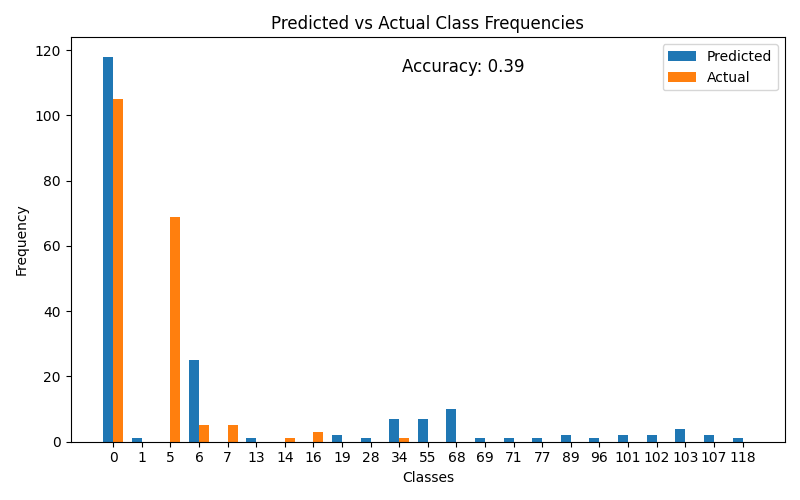 Predicted vs Actual Class Frequencies
Accuracy: 0.39
Predicted
Actual
Frequency
120
100
80
60
40
20
0
0 1 5 6 7 13 14 16 19 28 34 55 68 69 71 77 89 96 101 102 103 107 118
Classes